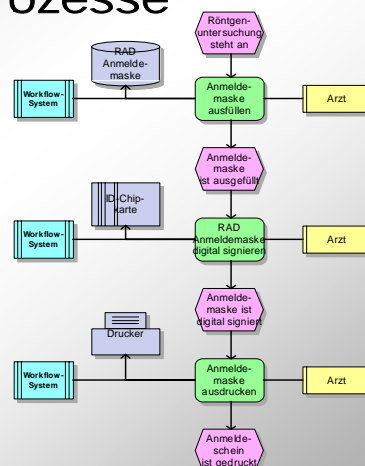 ozesse
Röntgen-
untersuchung
steht an
RAD
Anmelde-
maske
Workflow-
System
Anmelde-
maske
ausfüllen
Arzt
Anmelde-
maske
ist ausgefüllt
ID-Chip-
karte
Workflow-
System
RAD
Anmeldemaske
digital signieren
Arzt
Anmelde-
maske ist
digital signiert
Drucker
Workflow-
System
Anmelde-
maske
ausdrucken
Arzt
Anmelde-
schein
ist gedruckt